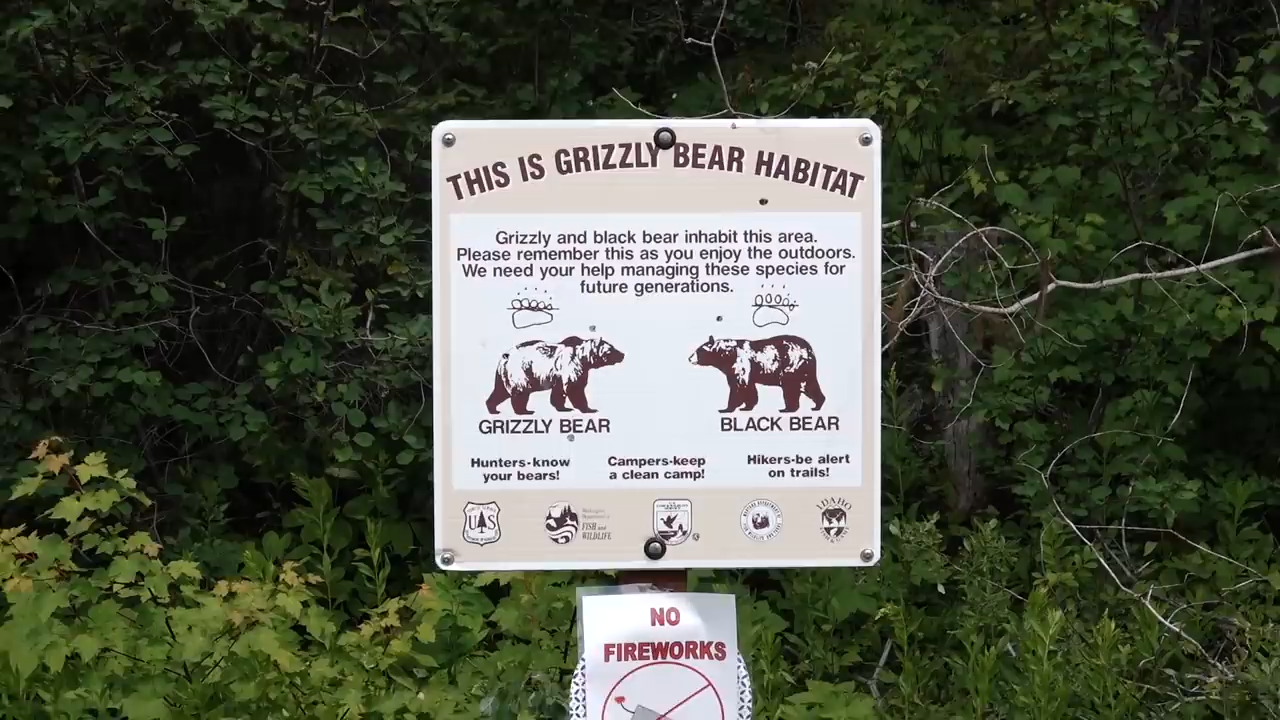 THIS IS GRIZZLY BEAR HABITAT
Grizzly and black bear inhabit this area.
Please remember this as you enjoy the outdoors.
We need your help managing these species for
future generations.
GRIZZLY BEAR
BLACK BEAR
Hunters-know
your bears!
Campers-keep
a clean camp!
Hikers-be alert
on trails!
U S
FISH and
WILDLIFE
IDAHO
NO
FIREWORKS